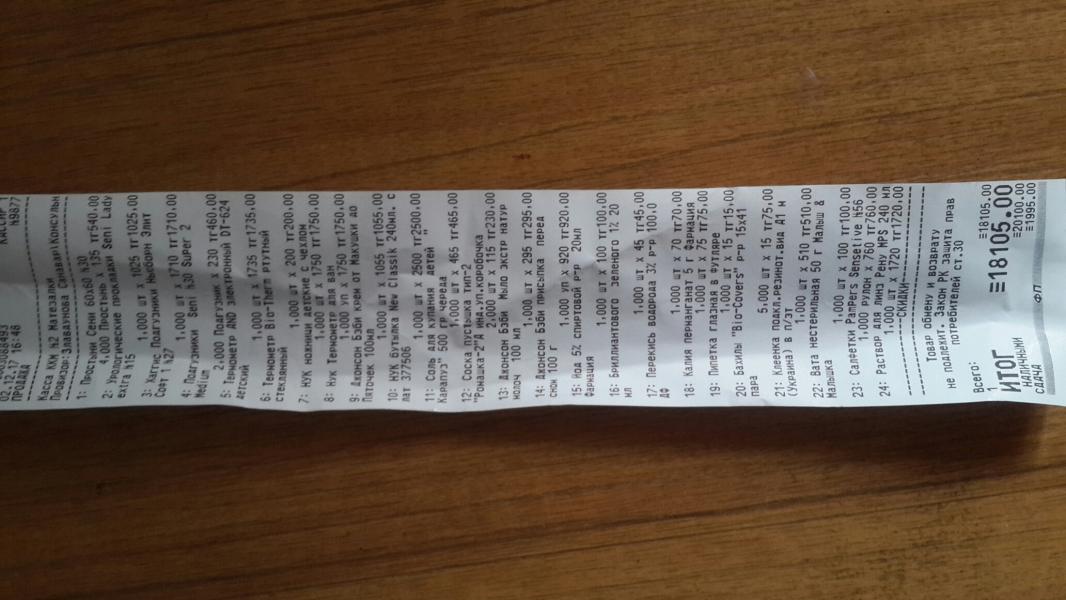 02.12.17 16:48
ПРОДАЖА N9877
Касса ККМ №2 Матезалки
1: Простыни Сени 60х60 N30
4,000 Простынь х 135 тг540,00
2: Урологические прокладки Seni Lady
extra N15
1,000 шт х 1025 тг1025,00
3: Хаггис Подгузники Ньюборн Элит
Софт 1 N27
1,000 шт х 1710 тг1710,00
4: Подгузники Seni N30 Super 2
Medium
2,000 Подгузник х 230 тг460,00
5: Термометр AND электронный DT-624
детский
1,000 шт х 1735 тг1735,00
6: Термометр Bio-Therm ртутный
стеклянный
1,000 шт х 200 тг200,00
7: НУК ножницы детские с чехлом
1,000 шт х 1750 тг1750,00
8: Нук Термометр для ван
1,000 уп х 1750 тг1750,00
9: Джонсон Бэби крем от Макушки до
Пяточек 100мл
1,000 шт х 1055 тг1055,00
10: НУК бутылка New Classik 240мл. с
лат 377506
1,000 шт х 2500 тг2500,00
11: Соль для купания детей "
Карапуз" 500 гр череда
1,000 шт х 465 тг465,00
12: Соска пустышка тип-2
"Ромашка-2"Д инд.уп.коробочка
2,000 шт х 115 тг230,00
13: Джонсон Бэби Мыло экстр натур
молоч 100 мл
1,000 шт х 295 тг295,00
14: Джонсон Бэби присыпка перед
сном 100 г
1,000 уп х 920 тг920,00
15: Йод 5% спиртовой р-р 20мл
Фармация
1,000 шт х 100 тг100,00
16: Бриллиантового зеленого 1% 20
мл
1,000 шт х 45 тг45,00
17: Перекись водорода 3% р-р 100,0
ДФ
1,000 шт х 70 тг70,00
18: Калия перманганат 5 г Фармация
1,000 шт х 75 тг75,00
19: Пипетка глазная в футляре
1,000 шт х 15 тг15,00
20: Бахилы "Bio-Covers" р-р 15х41
пара
5,000 шт х 15 тг75,00
21: Клеенка подкл.резинот.вид А1 м
(Украина) в п/эт
1,000 шт х 510 тг510,00
22: Вата нестерильная 50 г Малыш &
Малышка
1,000 шт х 100 тг100,00
23: Салфетки Pampers Sensetive N56
1,000 рулон х 760 тг760,00
24: Раствор для линз Реню MPS 240 мл
1,000 шт х 1720 тг1720,00
СКИДКИ
Товар обмену и возврату
не подлежит. Закон РК Защита прав
потребителей ст.30
Всего:
1 ≡18105,00
ИТОГ ≡18105.00
НАЛИЧНЫМИ ≡20100.00
СДАЧА ≡1995.00
ФП